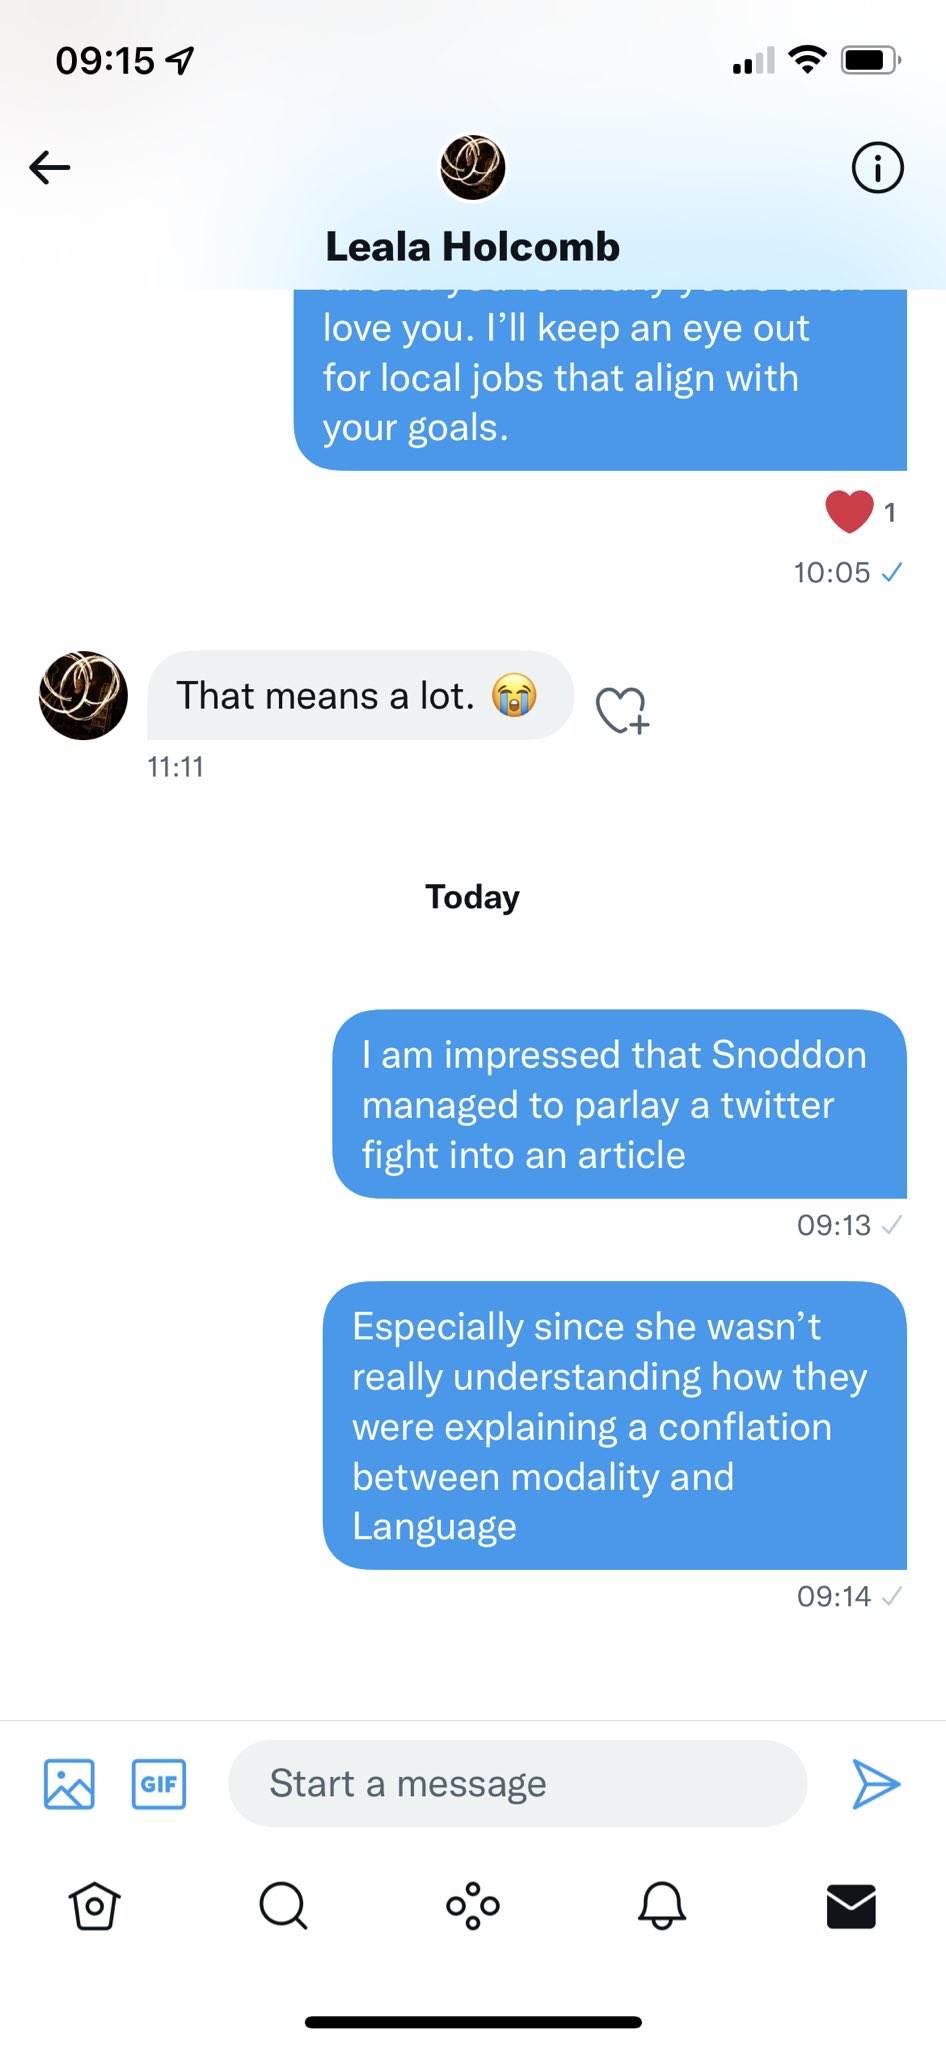 09:15
Leala Holcomb
love you. I’ll keep an eye out
for local jobs that align with
your goals.
1
10:05
That means a lot. 😭
11:11
Today
I am impressed that Snoddon
managed to parlay a twitter
fight into an article
09:13
Especially since she wasn’t
really understanding how they
were explaining a conflation
between modality and
Language
09:14
GIF
Start a message